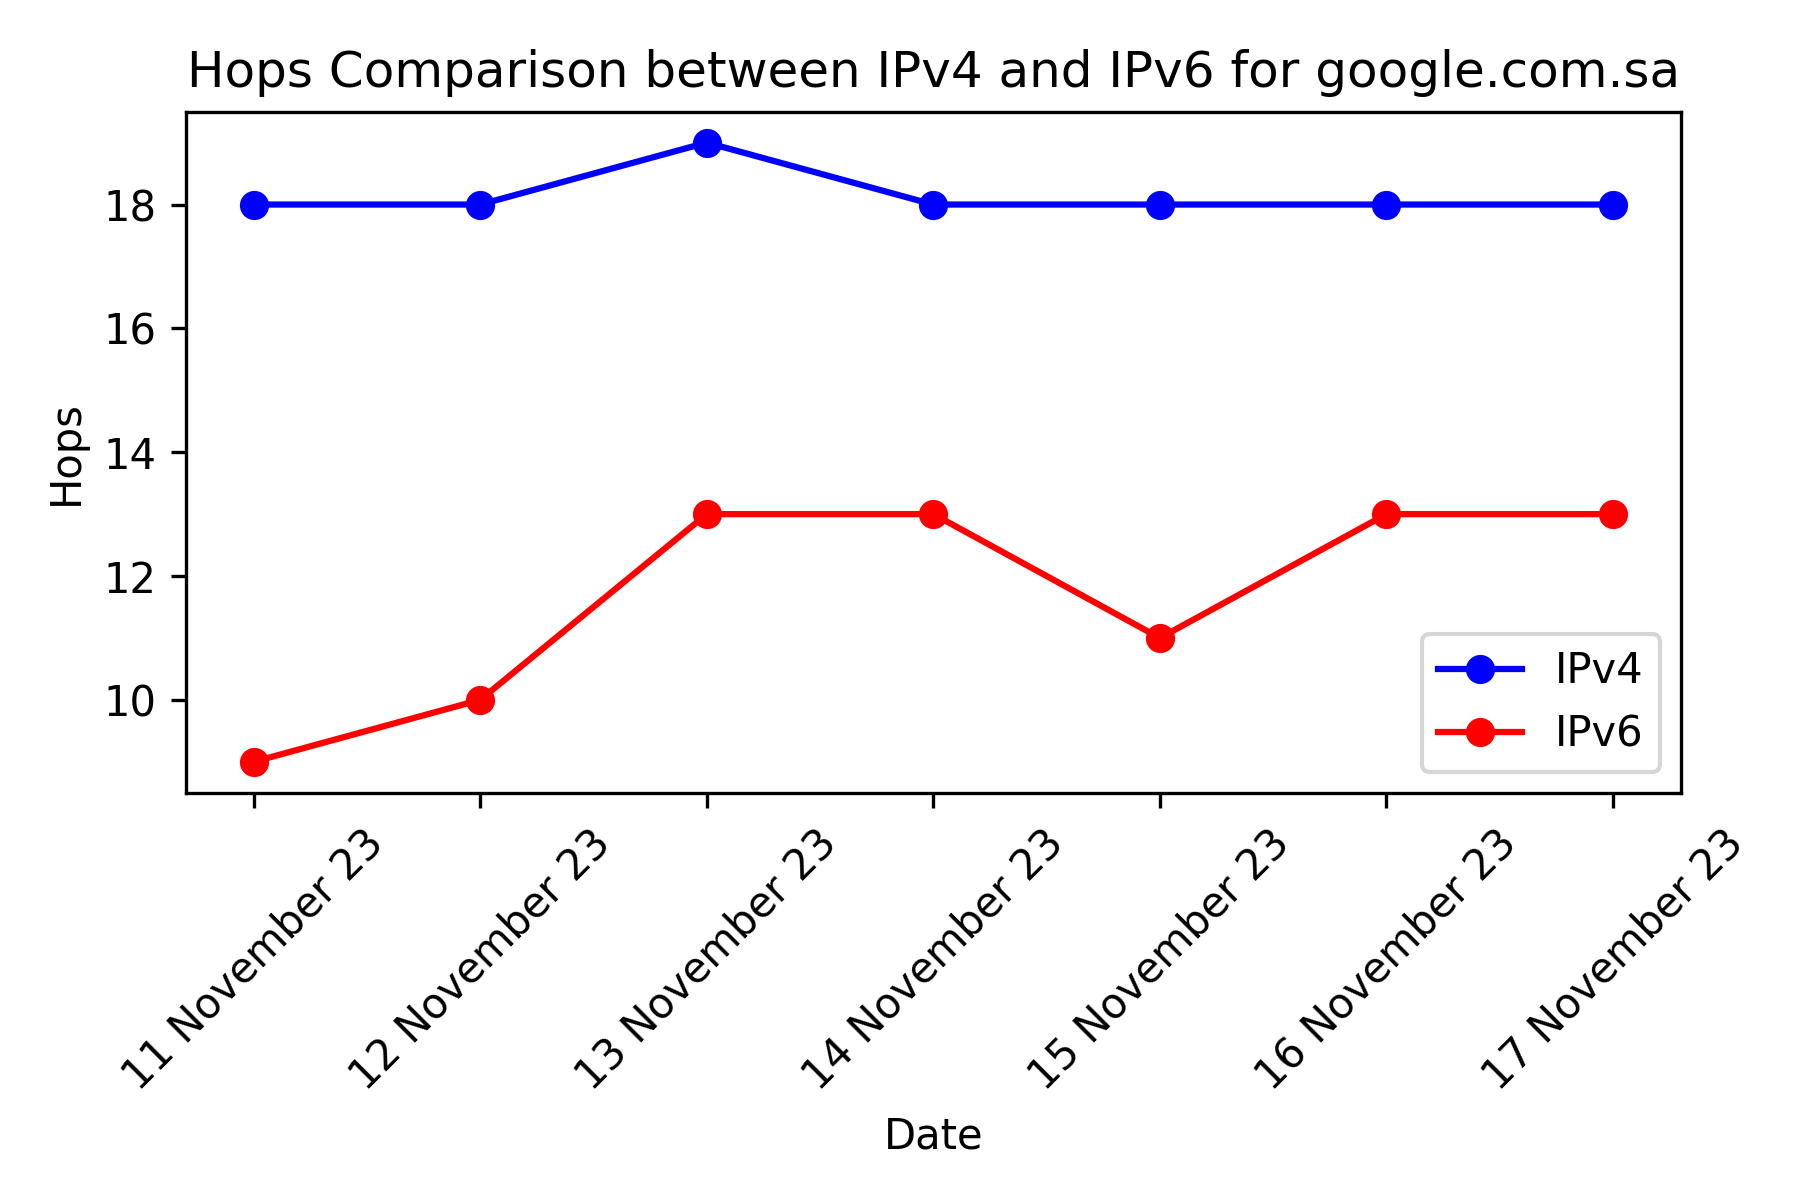 Hops Comparison between IPv4 and IPv6 for google.com.sa
Hops
18
16
14
12
10
IPv4
IPv6
11 November 23
12 November 23
13 November 23
14 November 23
15 November 23
16 November 23
17 November 23
Date